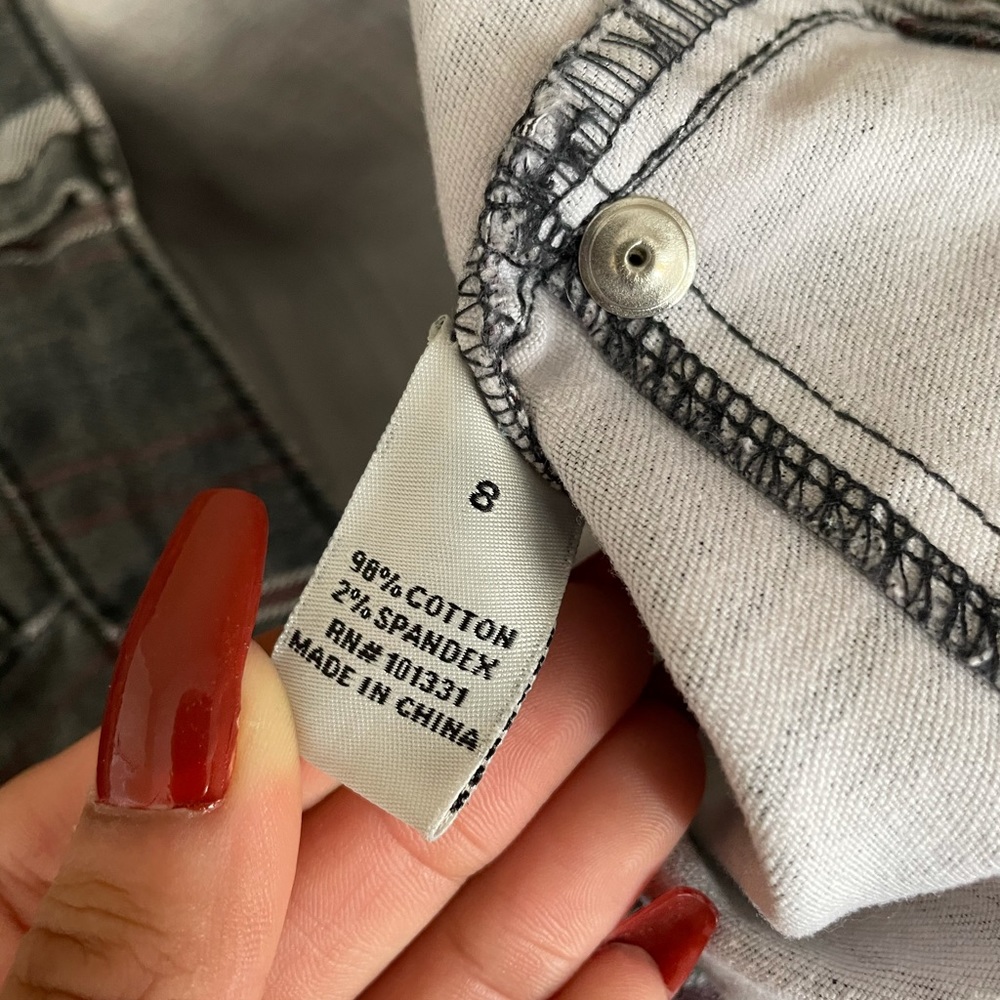 8
98% COTTON
2% SPANDEX
RN# 101331
MADE IN CHINA